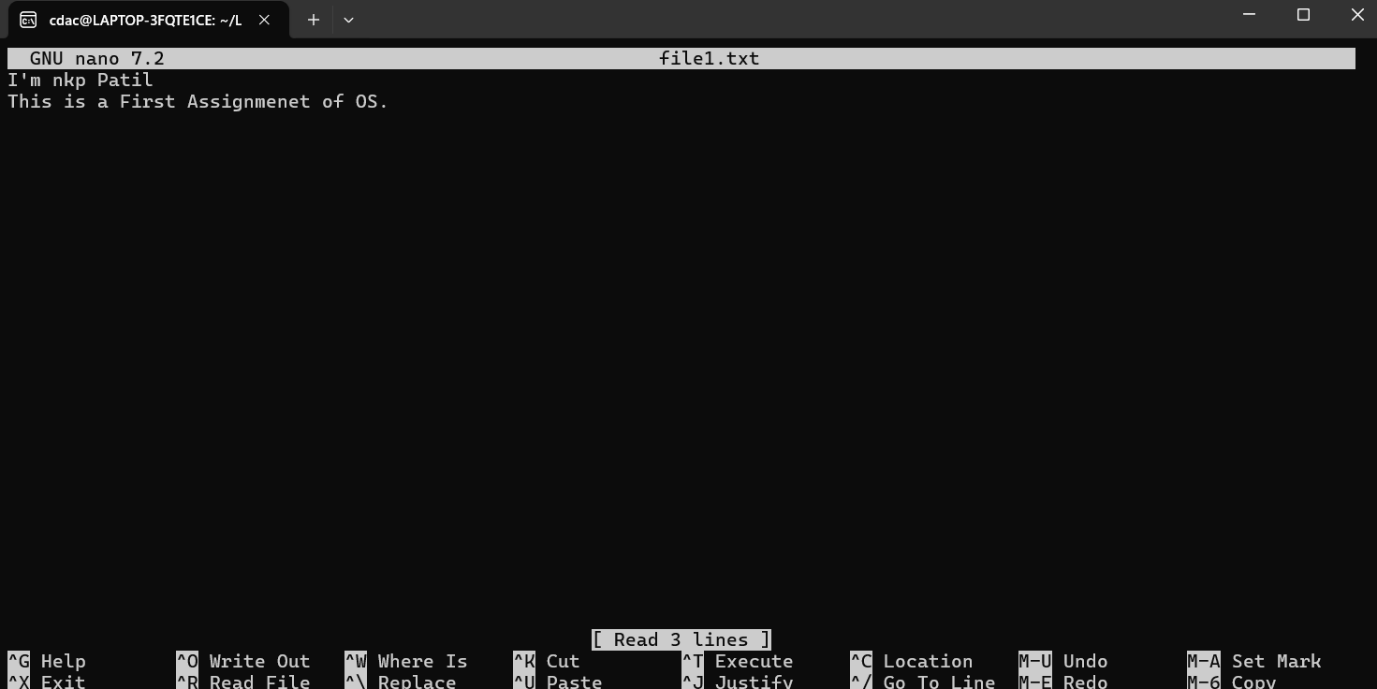 cdac@LAPTOP-3FQTE1CE: ~/L
GNU nano 7.2 file1.txt
I'm nkp Patil
This is a First Assignmenet of OS.
[ Read 3 lines ]
^G Help ^O Write Out ^W Where Is ^K Cut ^T Execute ^C Location M-U Undo M-A Set Mark
^X Exit ^R Read File ^\ Replace ^U Paste ^J Justify ^/ Go To Line M-E Redo M-6 Copy